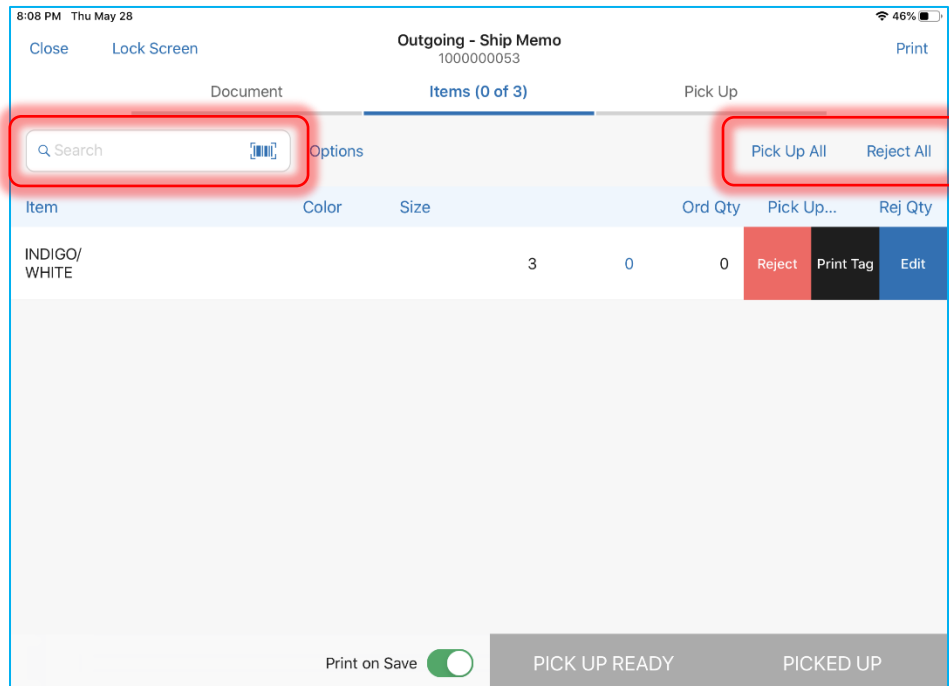 8:08 PM Thu May 28 46%
Close Lock Screen Outgoing - Ship Memo Print
1000000053
Document Items (0 of 3) Pick Up
Search Options Pick Up All Reject All
Item Color Size Ord Qty Pick Up... Rej Qty
INDIGO/
WHITE 3 0 0 Reject Print Tag Edit
Print on Save PICK UP READY PICKED UP